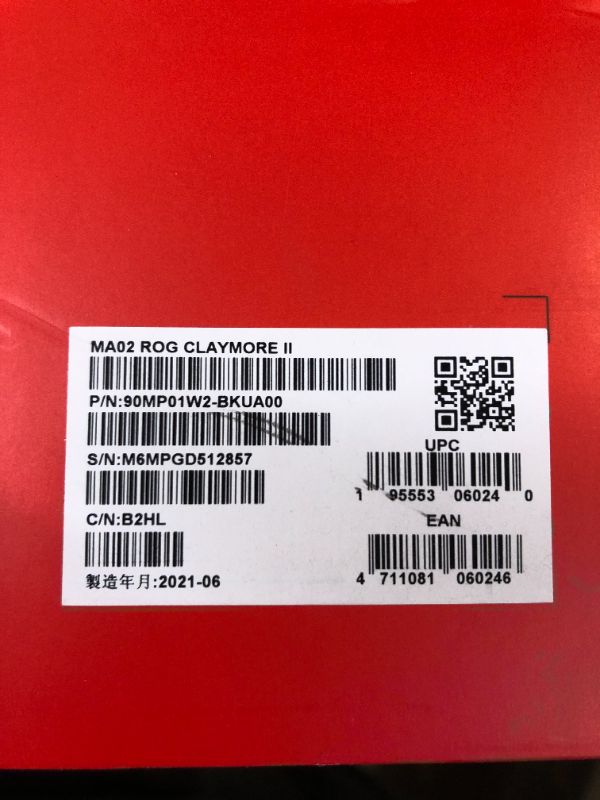 MA02 ROG CLAYMORE II
P/N:90MP01W2-BKUA00
UPC
S/N:M6MPGD512857
1 95553 06024 0
C/N:B2HL
EAN
製造年月:2021-06
4 711081 060246